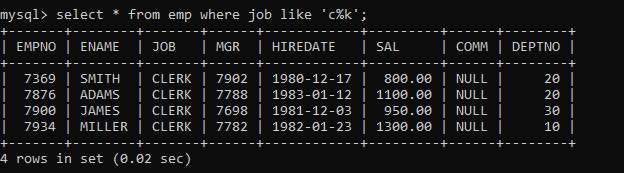 mysql> select * from emp where job like 'c%k';
+-------+--------+-------+------+------------+---------+------+--------+
| EMPNO | ENAME  | JOB   | MGR  | HIREDATE   | SAL     | COMM | DEPTNO |
+-------+--------+-------+------+------------+---------+------+--------+
|  7369 | SMITH  | CLERK | 7902 | 1980-12-17 |  800.00 | NULL |     20 |
|  7876 | ADAMS  | CLERK | 7788 | 1983-01-12 | 1100.00 | NULL |     20 |
|  7900 | JAMES  | CLERK | 7698 | 1981-12-03 |  950.00 | NULL |     30 |
|  7934 | MILLER | CLERK | 7782 | 1982-01-23 | 1300.00 | NULL |     10 |
+-------+--------+-------+------+------------+---------+------+--------+
4 rows in set (0.02 sec)